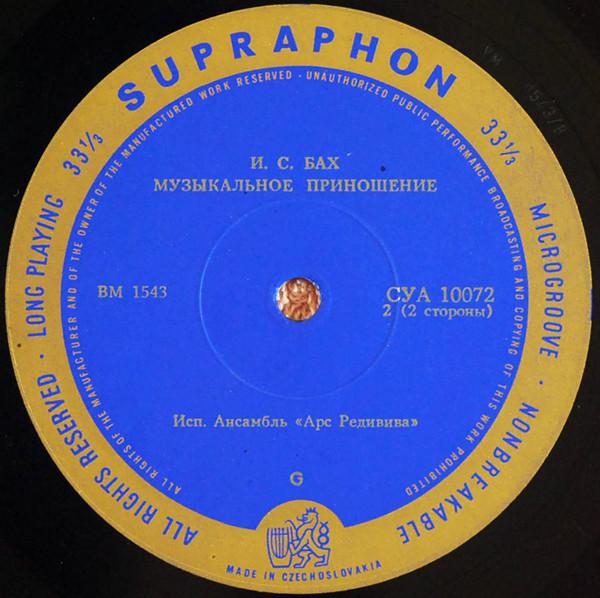 SUPRAPHON
ALL RIGHTS RESERVED · LONG PLAYING 33⅓
33⅓ MICROGROOVE · NONBREAKABLE
ALL RIGHTS OF THE MANUFACTURER AND OF THE OWNER OF THE MANUFACTURED WORK RESERVED · UNAUTHORIZED PUBLIC PERFORMANCE BROADCASTING AND COPYING OF THIS WORK PROHIBITED
И. С. БАХ
МУЗЫКАЛЬНОЕ ПРИНОШЕНИЕ
BM 1543
СУА 10072
2 (2 стороны)
Исп. Ансамбль «Арс Редивива»
G
MADE IN CZECHOSLOVAKIA